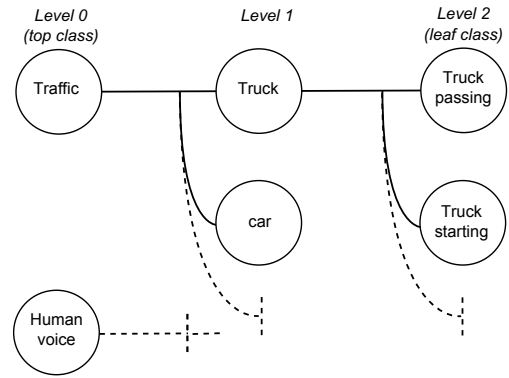 Level 0
(top class)
Level 1
Level 2
(leaf class)
Traffic
Truck
Truck
passing
car
Truck
starting
Human
voice